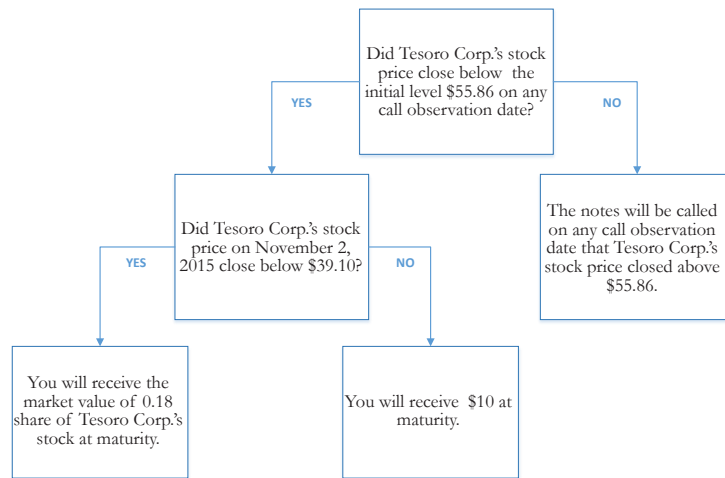 Did Tesoro Corp.'s stock
price close below the
initial level $55.86 on any
call observation date?
YES
NO
Did Tesoro Corp.'s stock
price on November 2,
2015 close below $39.10?
The notes will be called
on any call observation
date that Tesoro Corp.'s
stock price closed above
$55.86.
YES
NO
You will receive the
market value of 0.18
share of Tesoro Corp.'s
stock at maturity.
You will receive $10 at
maturity.